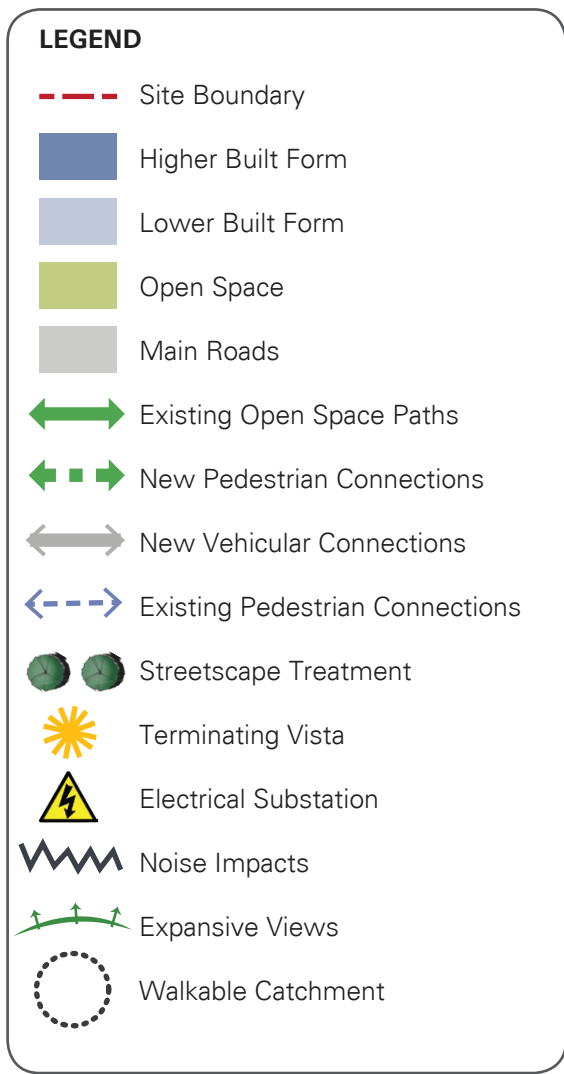 LEGEND
Site Boundary
Higher Built Form
Lower Built Form
Open Space
Main Roads
Existing Open Space Paths
New Pedestrian Connections
New Vehicular Connections
Existing Pedestrian Connections
Streetscape Treatment
Terminating Vista
Electrical Substation
Noise Impacts
Expansive Views
Walkable Catchment